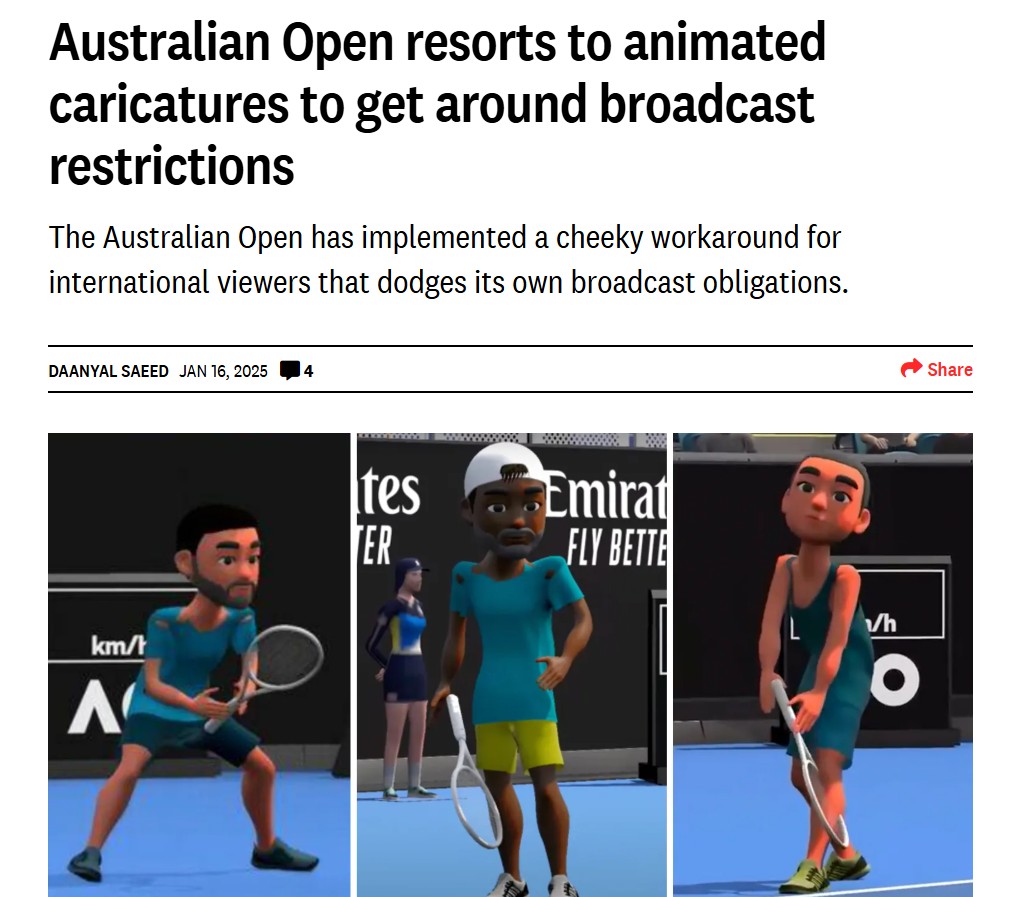 Australian Open resorts to animated
caricatures to get around broadcast
restrictions
The Australian Open has implemented a cheeky workaround for
international viewers that dodges its own broadcast obligations.
DAANYAL SAEED JAN 16, 2025 4
Share
tes
Emirat
TER
FLY BETTE
km/h
/h
AO
O